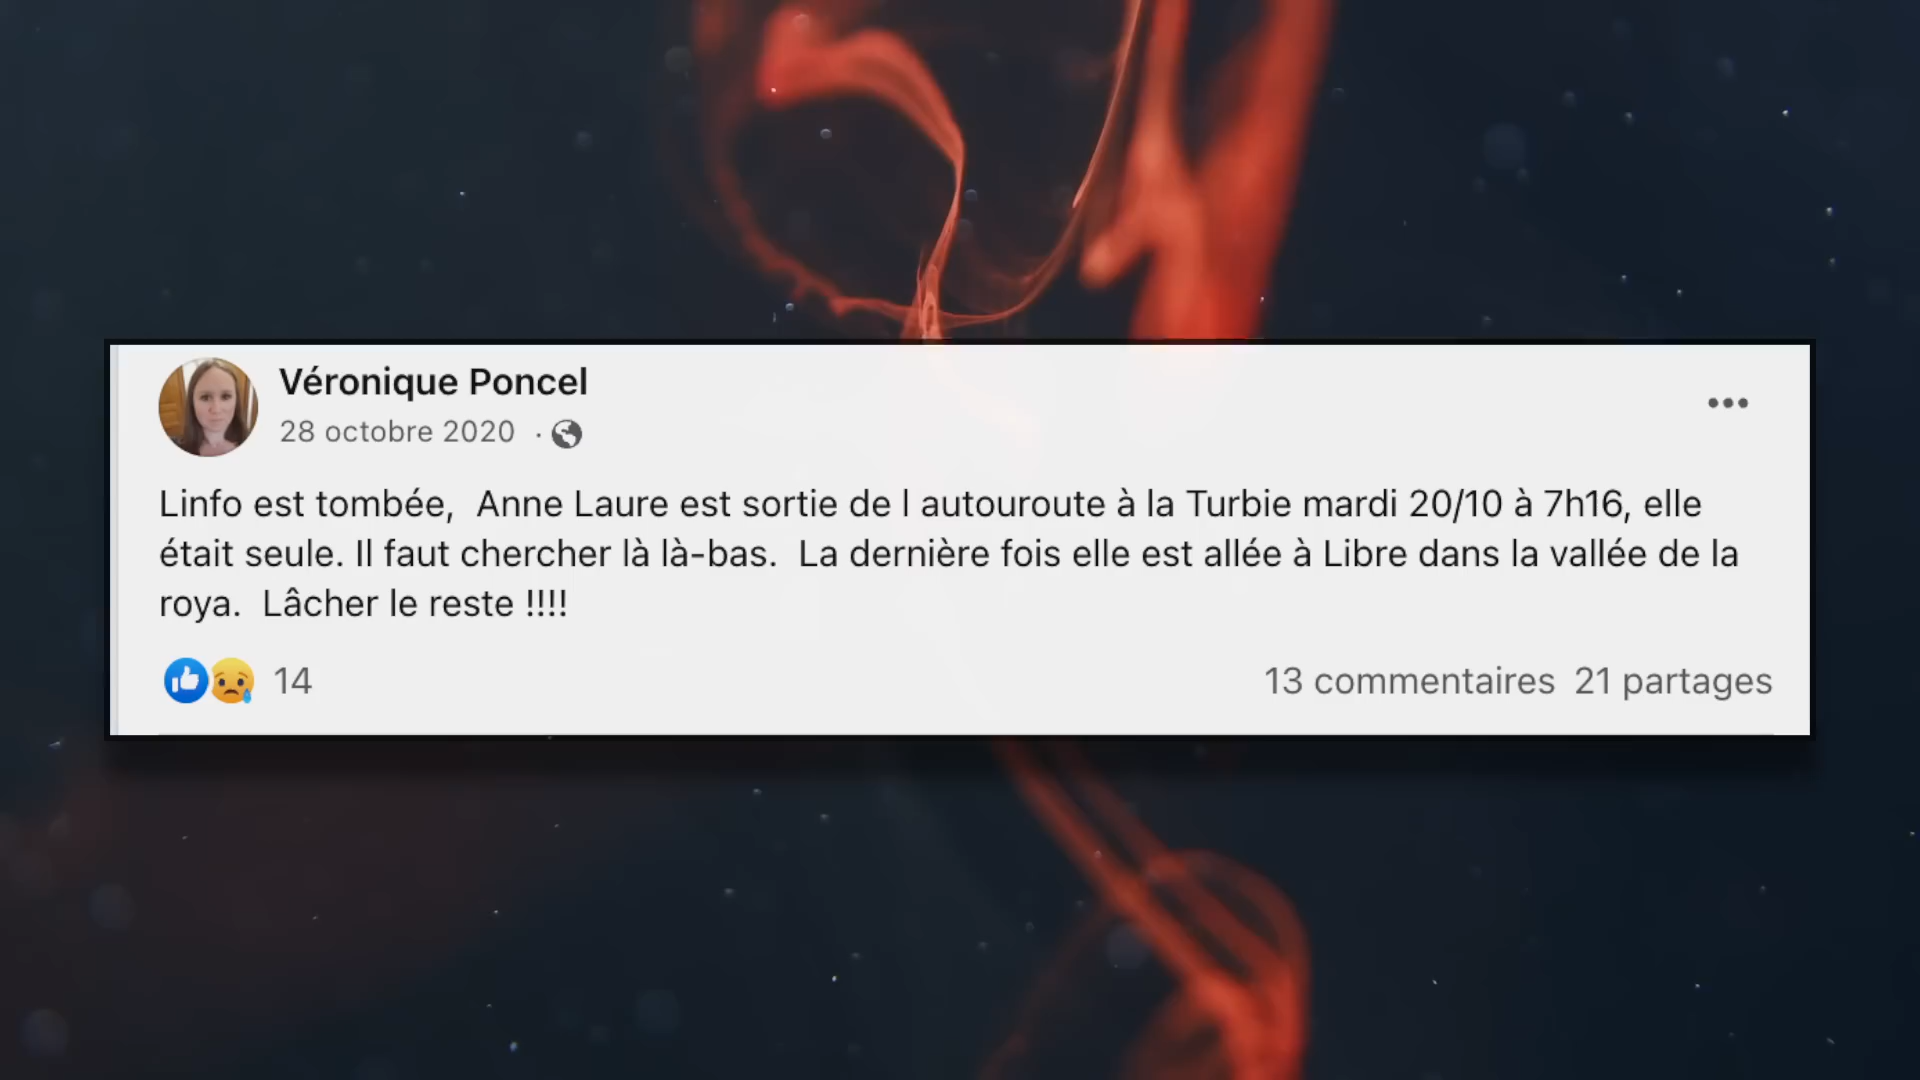 Véronique Poncel
28 octobre 2020 ·
Linfo est tombée,  Anne Laure est sortie de l autouroute à la Turbie mardi 20/10 à 7h16, elle
était seule. Il faut chercher là là-bas.  La dernière fois elle est allée à Libre dans la vallée de la
roya.  Lâcher le reste !!!!
14
13 commentaires 21 partages